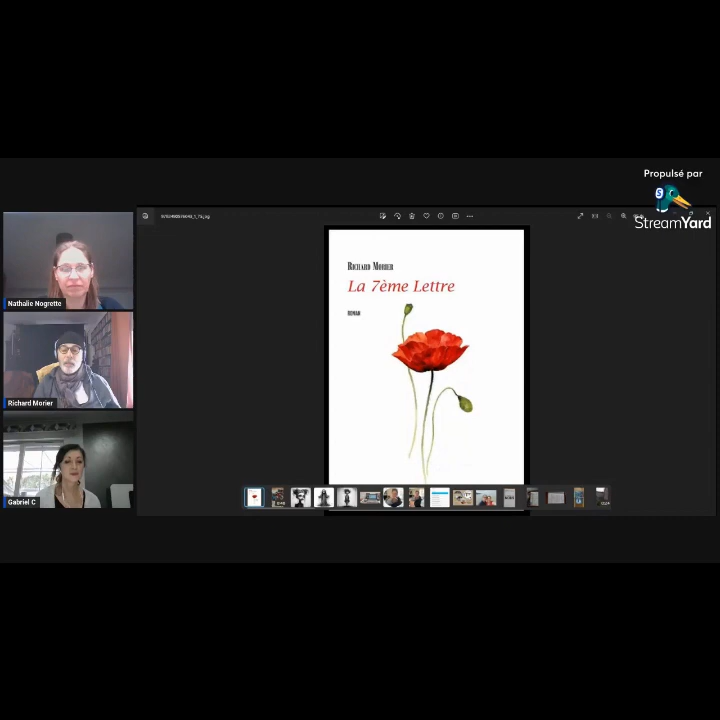 Propulsé par
StreamYard
Nathalie Nogrette
Richard Morier
Gabriel C
RICHARD MORIER
La 7ème Lettre
ROMAN